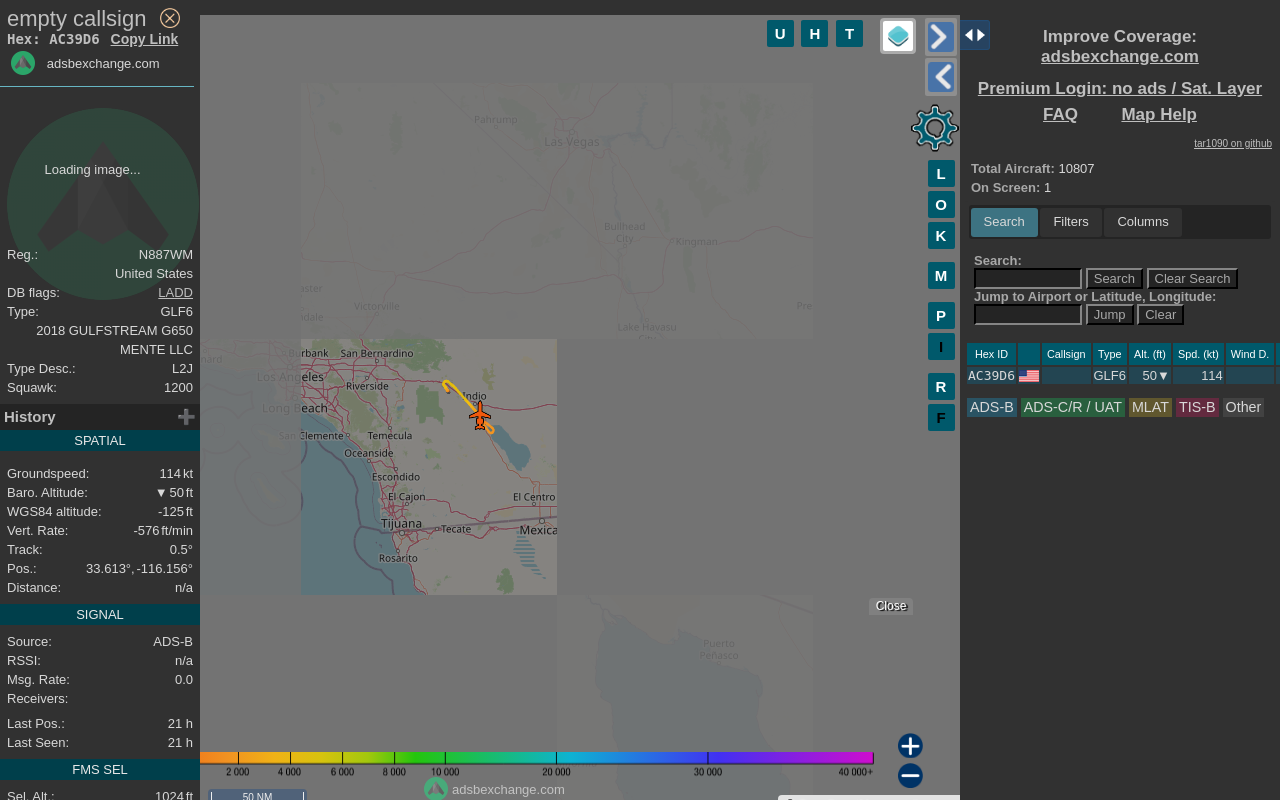 empty callsign
Hex: AC39D6 Copy Link
adsbexchange.com
Loading image...
Reg.: N887WM
United States
DB flags: LADD
Type: GLF6
2018 GULFSTREAM G650
MENTE LLC
Type Desc.: L2J
Squawk: 1200
History
SPATIAL
Groundspeed: 114 kt
Baro. Altitude: ▼ 50 ft
WGS84 altitude: -125 ft
Vert. Rate: -576 ft/min
Track: 0.5°
Pos.: 33.613°, -116.156°
Distance: n/a
SIGNAL
Source: ADS-B
RSSI: n/a
Msg. Rate: 0.0
Receivers:
Last Pos.: 21 h
Last Seen: 21 h
FMS SEL
Sel. Alt.: 1024 ft
U H T
L
O
K
M
P
I
R
F
Pahrump
Las Vegas
Bullhead
City
Kingman
Victorville
Lake Havasu
City
San Bernardino
Los Angeles
Riverside
Indio
Long Beach
San Clemente
Temecula
Oceanside
Escondido
El Cajon
El Centro
Tijuana
Tecate
Mexica
Rosarito
Close
Puerto
Peñasco
2 000 4 000 6 000 8 000 10 000 20 000 30 000 40 000+
adsbexchange.com
50 NM
Improve Coverage:
adsbexchange.com
Premium Login: no ads / Sat. Layer
FAQ Map Help
tar1090 on github
Total Aircraft: 10807
On Screen: 1
Search Filters Columns
Search:
Search Clear Search
Jump to Airport or Latitude, Longitude:
Jump Clear
Hex ID Callsign Type Alt. (ft) Spd. (kt) Wind D.
AC39D6 GLF6 50▼ 114
ADS-B ADS-C/R / UAT MLAT TIS-B Other